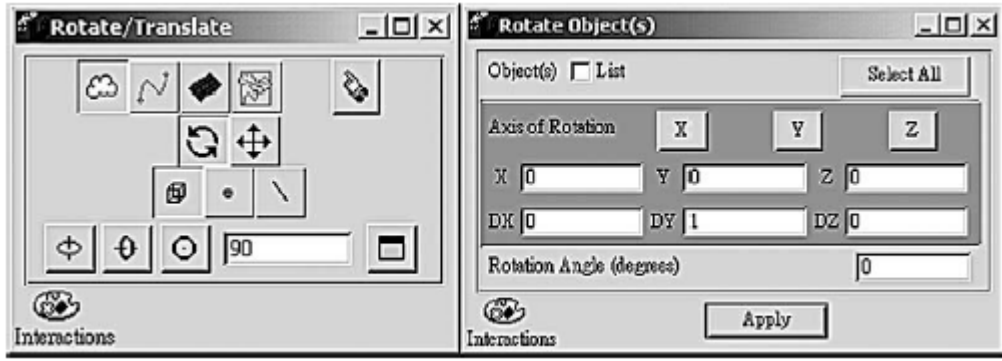 Rotate/Translate
90
Interactions
Rotate Object(s)
Object(s) List Select All
Axis of Rotation X Y Z
X 0 Y 0 Z 0
DX 0 DY 1 DZ 0
Rotation Angle (degrees) 0
Interactions Apply